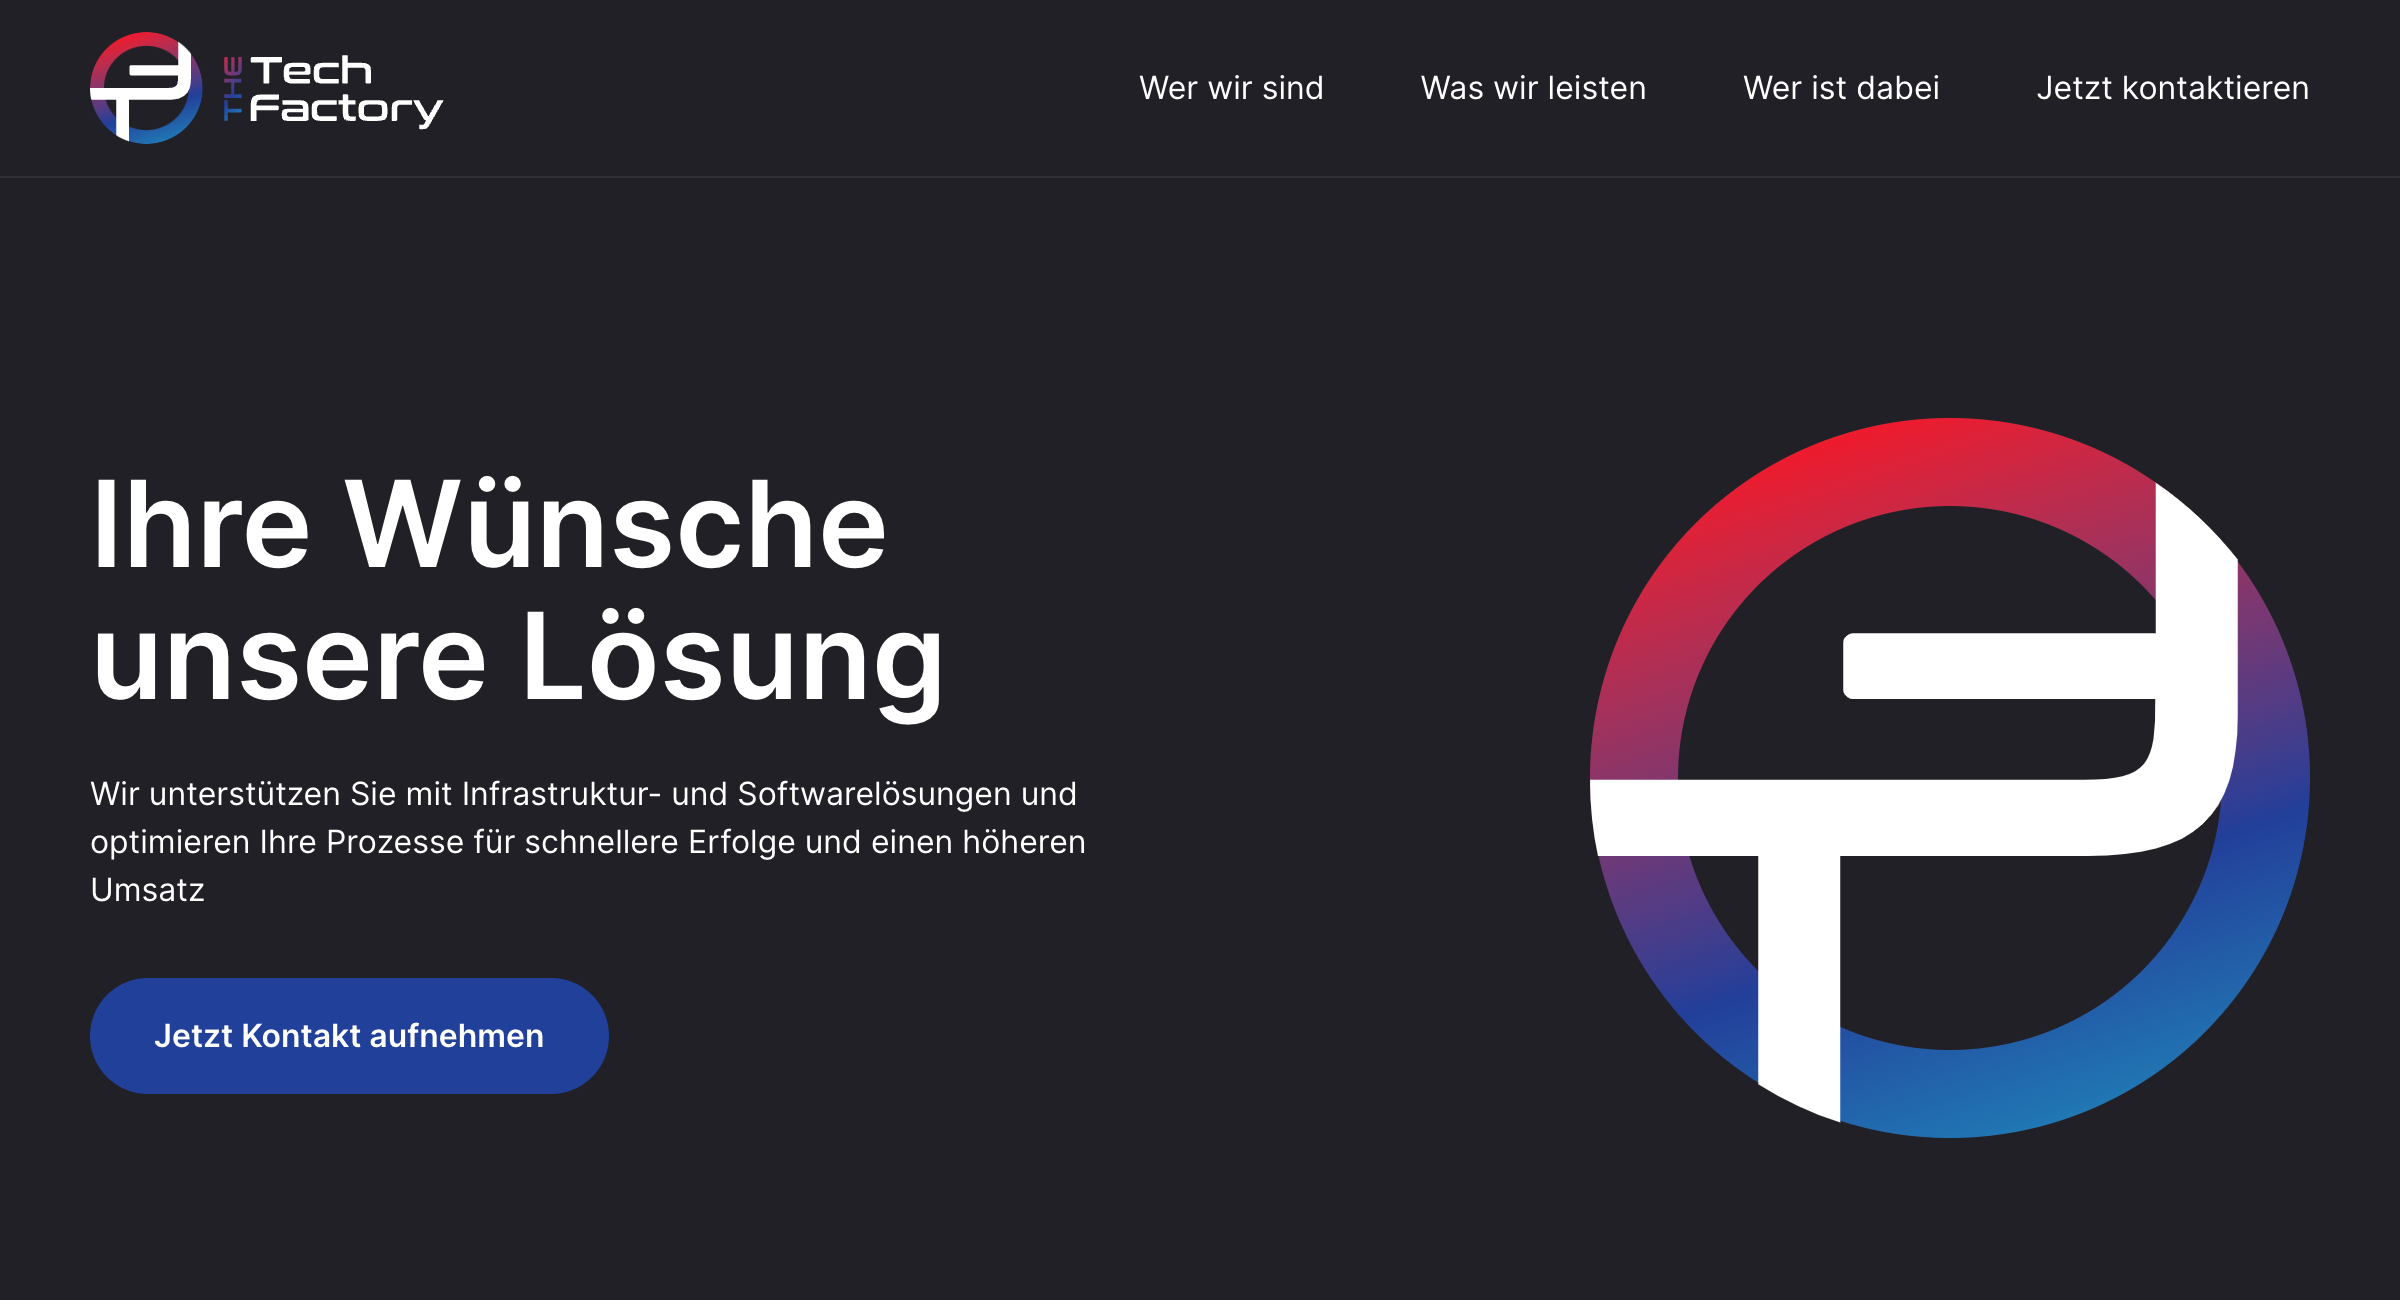 THE
Tech
Factory
Wer wir sind
Was wir leisten
Wer ist dabei
Jetzt kontaktieren
Ihre Wünsche
unsere Lösung
Wir unterstützen Sie mit Infrastruktur- und Softwarelösungen und
optimieren Ihre Prozesse für schnellere Erfolge und einen höheren
Umsatz
Jetzt Kontakt aufnehmen